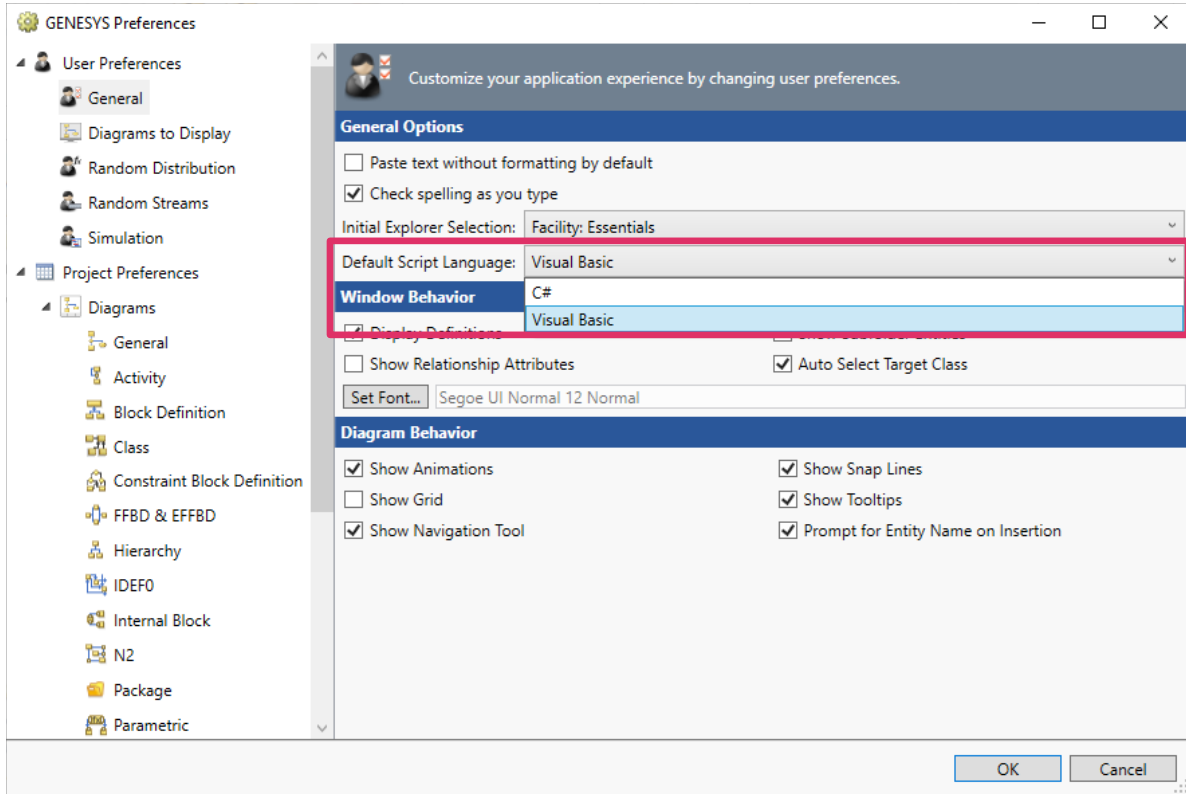 GENESYS Preferences
User Preferences
General
Diagrams to Display
Random Distribution
Random Streams
Simulation
Project Preferences
Diagrams
General
Activity
Block Definition
Class
Constraint Block Definition
FFBD & EFFBD
Hierarchy
IDEF0
Internal Block
N2
Package
Parametric
Customize your application experience by changing user preferences.
General Options
Paste text without formatting by default
Check spelling as you type
Initial Explorer Selection: Facility: Essentials
Default Script Language: Visual Basic
C#
Visual Basic
Window Behavior
Display Definitions
Show Subfolder Entities
Show Relationship Attributes
Auto Select Target Class
Set Font... Segoe UI Normal 12 Normal
Diagram Behavior
Show Animations
Show Snap Lines
Show Grid
Show Tooltips
Show Navigation Tool
Prompt for Entity Name on Insertion
OK
Cancel